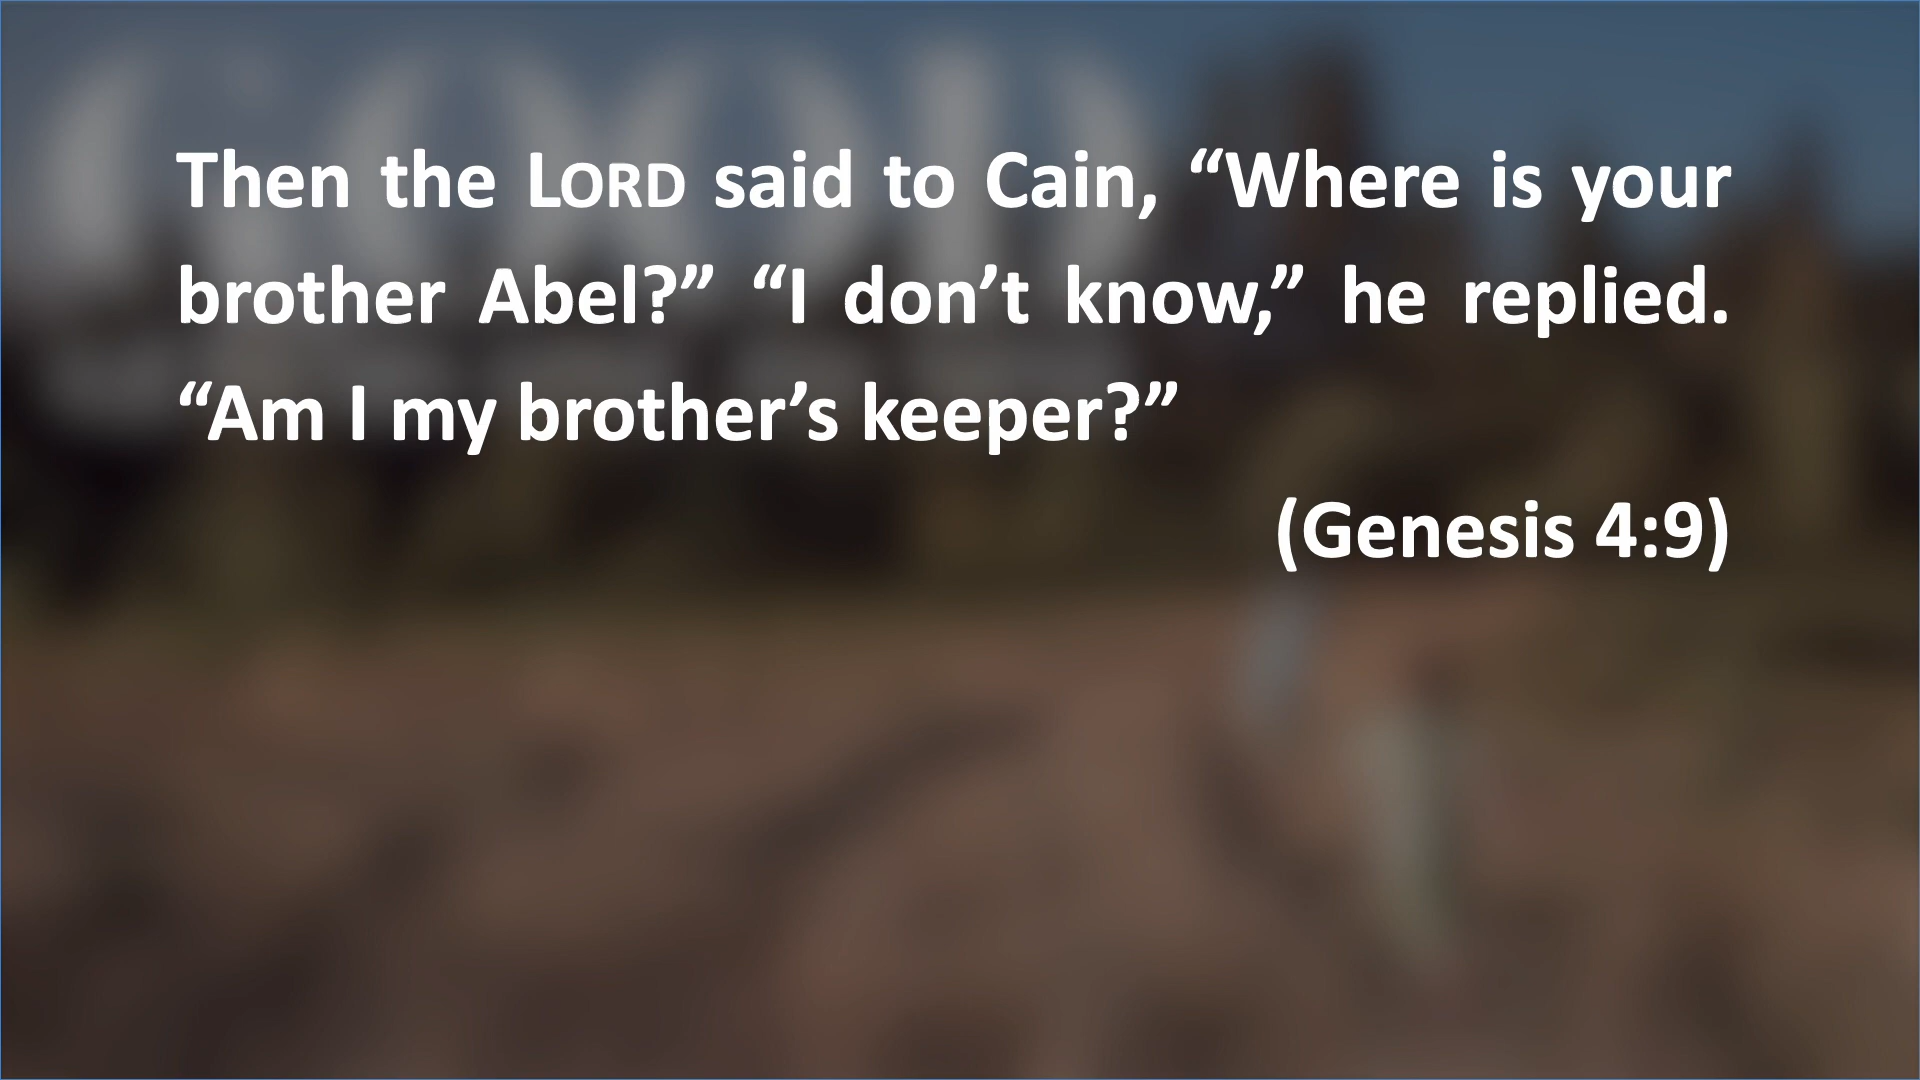 Then the LORD said to Cain, “Where is your
brother Abel?” “I don’t know,” he replied.
“Am I my brother’s keeper?”
(Genesis 4:9)